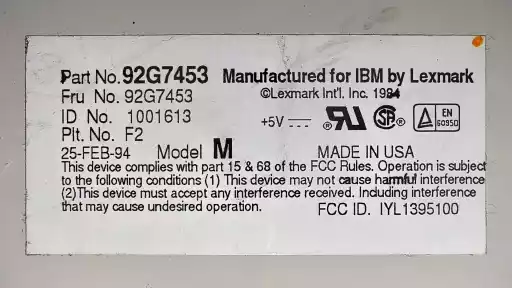 Part No. 92G7453 Manufactured for IBM by Lexmark
Fru No. 92G7453 ©Lexmark Int'l. Inc. 1984
ID No. 1001613 +5V
Plt. No. F2
EN 60950
25-FEB-94 Model M MADE IN USA
This device complies with part 15 & 68 of the FCC Rules. Operation is subject
to the following conditions (1) This device may not cause harmful interference
(2)This device must accept any interference received. Including interference
that may cause undesired operation. FCC ID. IYL1395100